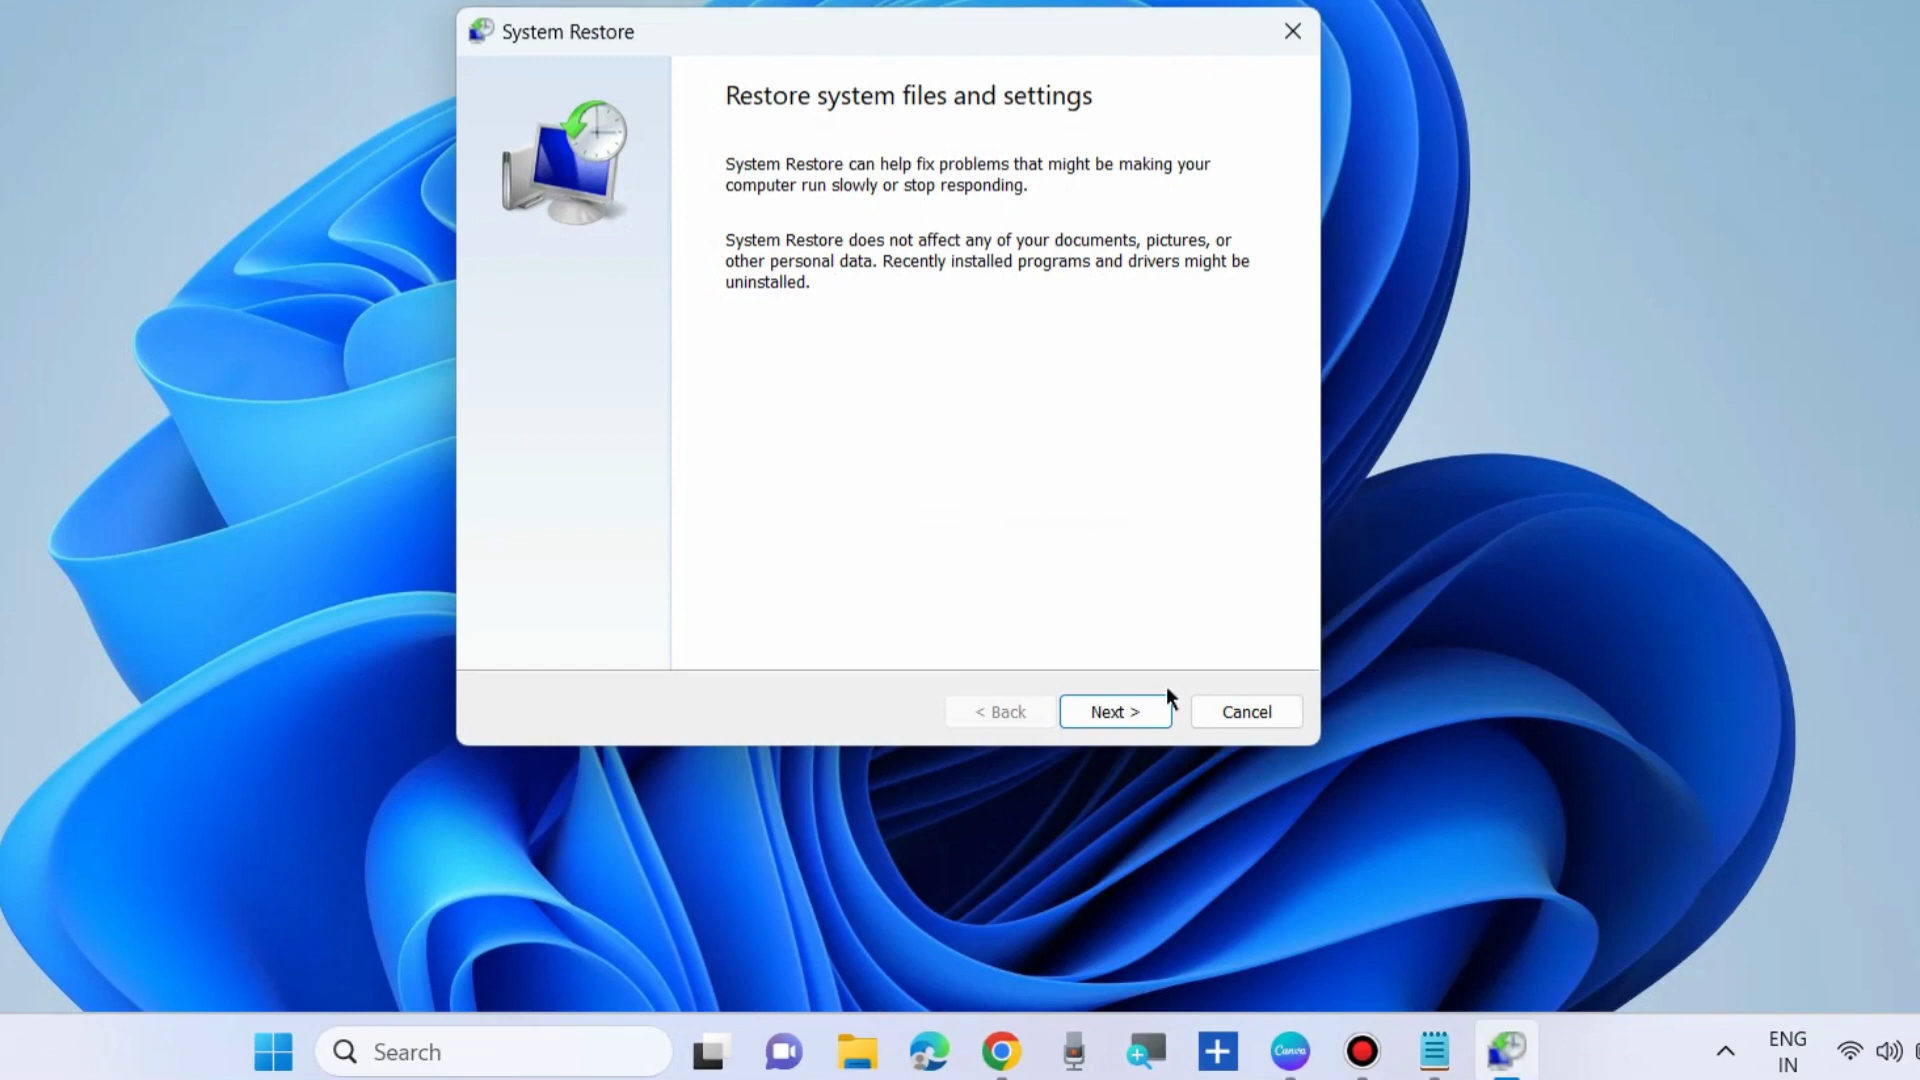 System Restore
Restore system files and settings
System Restore can help fix problems that might be making your
computer run slowly or stop responding.
System Restore does not affect any of your documents, pictures, or
other personal data. Recently installed programs and drivers might be
uninstalled.
< Back
Next >
Cancel
Search
Canva
ENG
IN